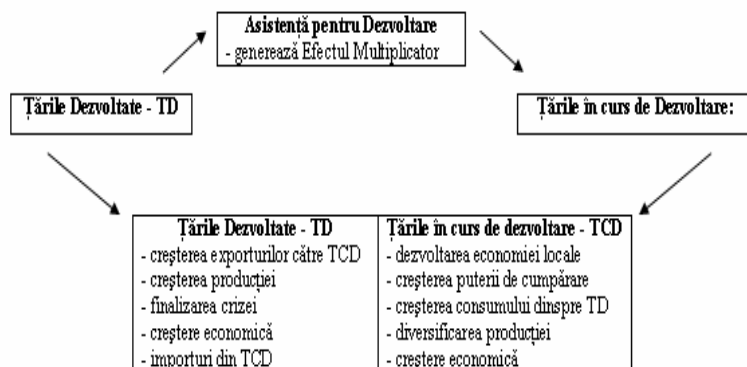 Asistență pentru Dezvoltare
- generează Efectul Multiplicator
Țările Dezvoltate - TD
Țările în curs de Dezvoltare:
Țările Dezvoltate - TD
- creșterea exporturilor către TCD
- creșterea producției
- finalizarea crizei
- creștere economică
- importuri din TCD
Țările în curs de dezvoltare - TCD
- dezvoltarea economiei locale
- creșterea puterii de cumpărare
- creșterea consumului dinspre TD
- diversificarea producției
- creștere economică